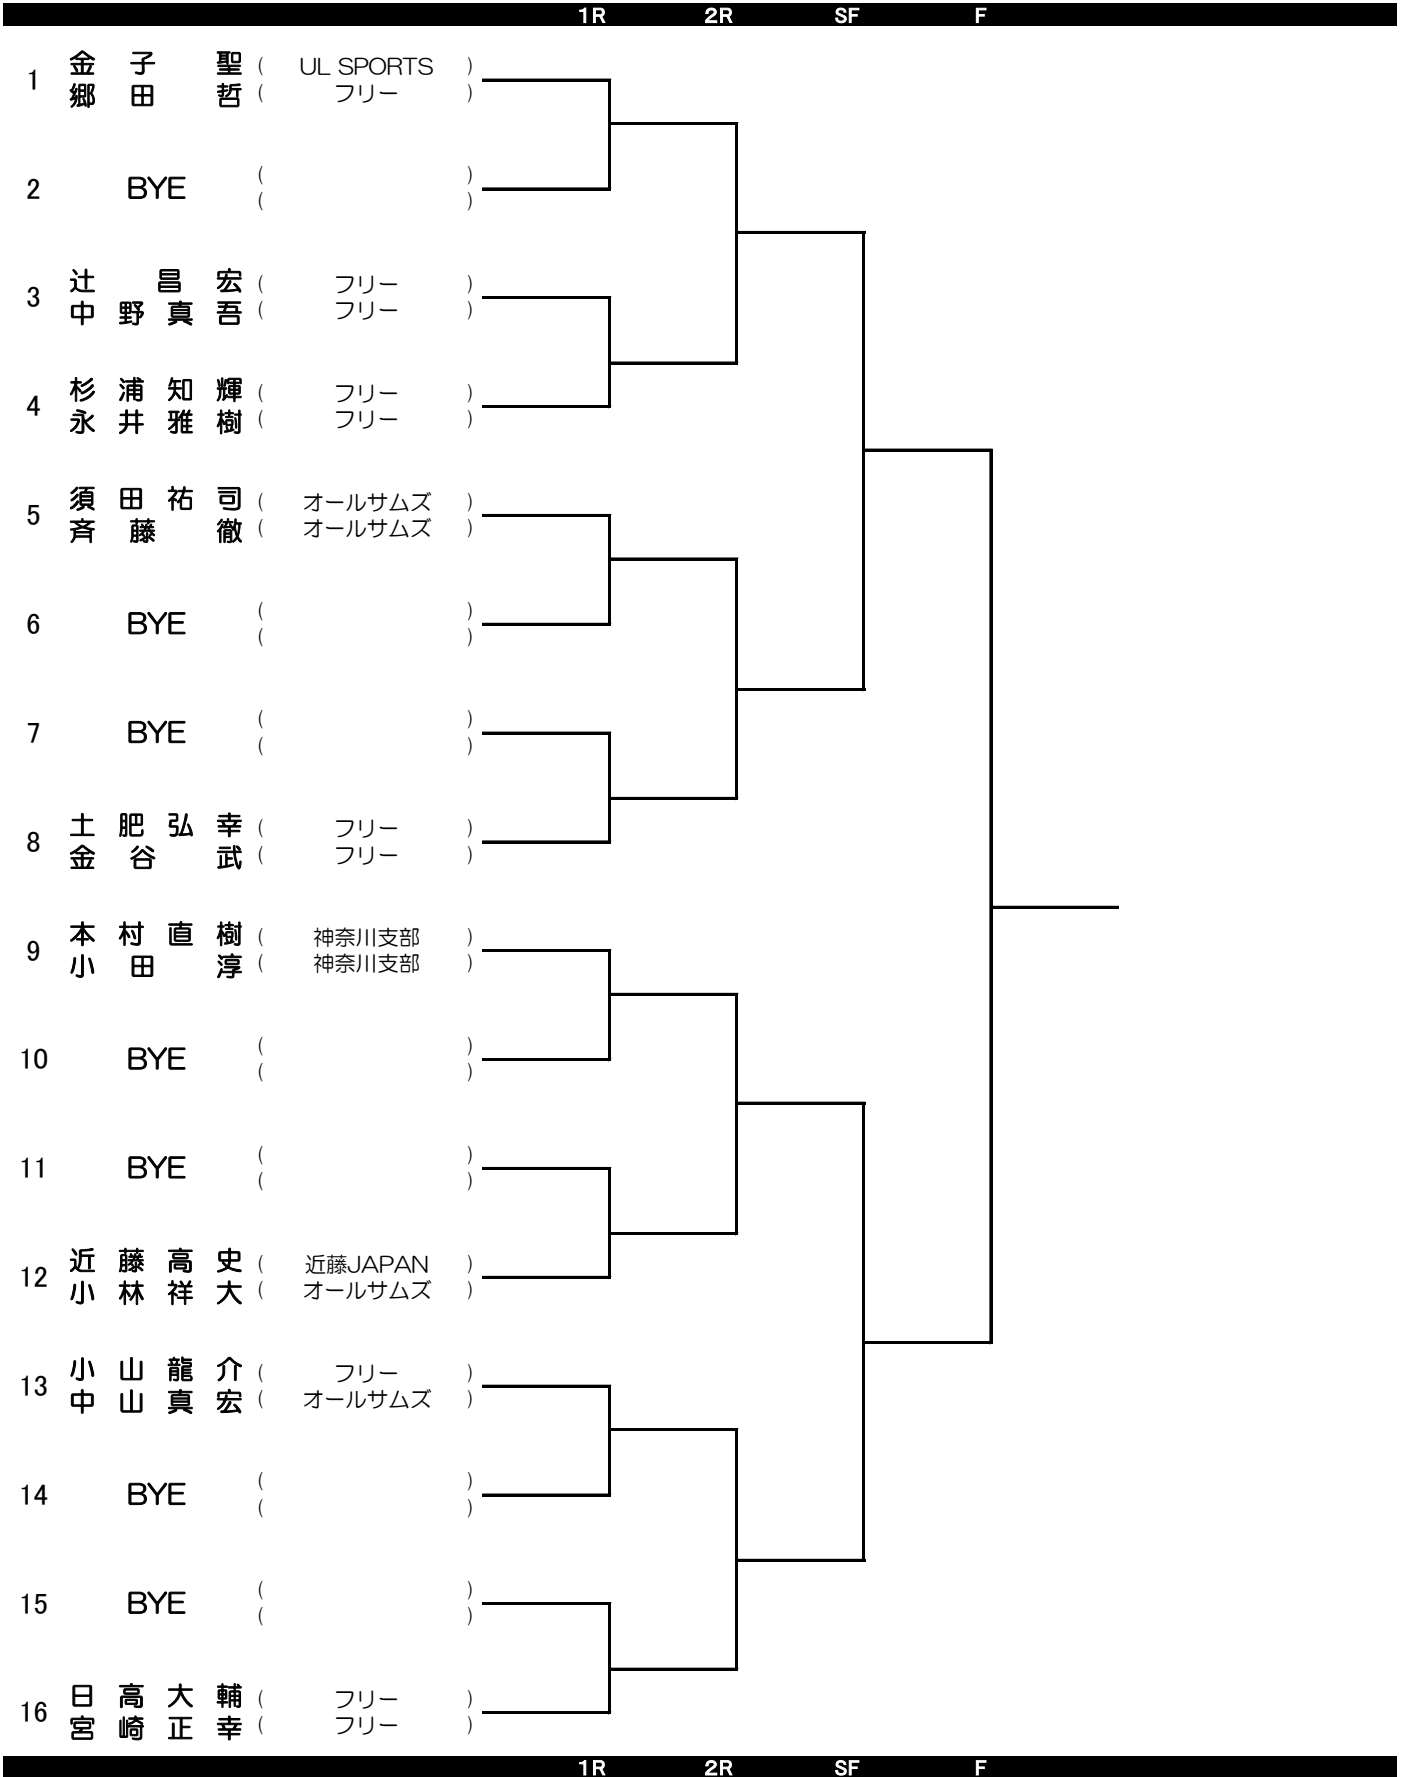 1R 2R SF F
1 金子 聖 ( UL SPORTS )
郷田 哲 ( フリー )
2 BYE ( )
( )
3 辻 昌宏 ( フリー )
中野真吾 ( フリー )
4 杉浦知輝 ( フリー )
永井雅樹 ( フリー )
5 須田祐司 ( オールサムズ )
斉藤 徹 ( オールサムズ )
6 BYE ( )
( )
7 BYE ( )
( )
8 土肥弘幸 ( フリー )
金谷 武 ( フリー )
9 本村直樹 ( 神奈川支部 )
小田 淳 ( 神奈川支部 )
10 BYE ( )
( )
11 BYE ( )
( )
12 近藤高史 ( 近藤JAPAN )
小林祥大 ( オールサムズ )
13 小山龍介 ( フリー )
中山真宏 ( オールサムズ )
14 BYE ( )
( )
15 BYE ( )
( )
16 日高大輔 ( フリー )
宮崎正幸 ( フリー )
1R 2R SF F